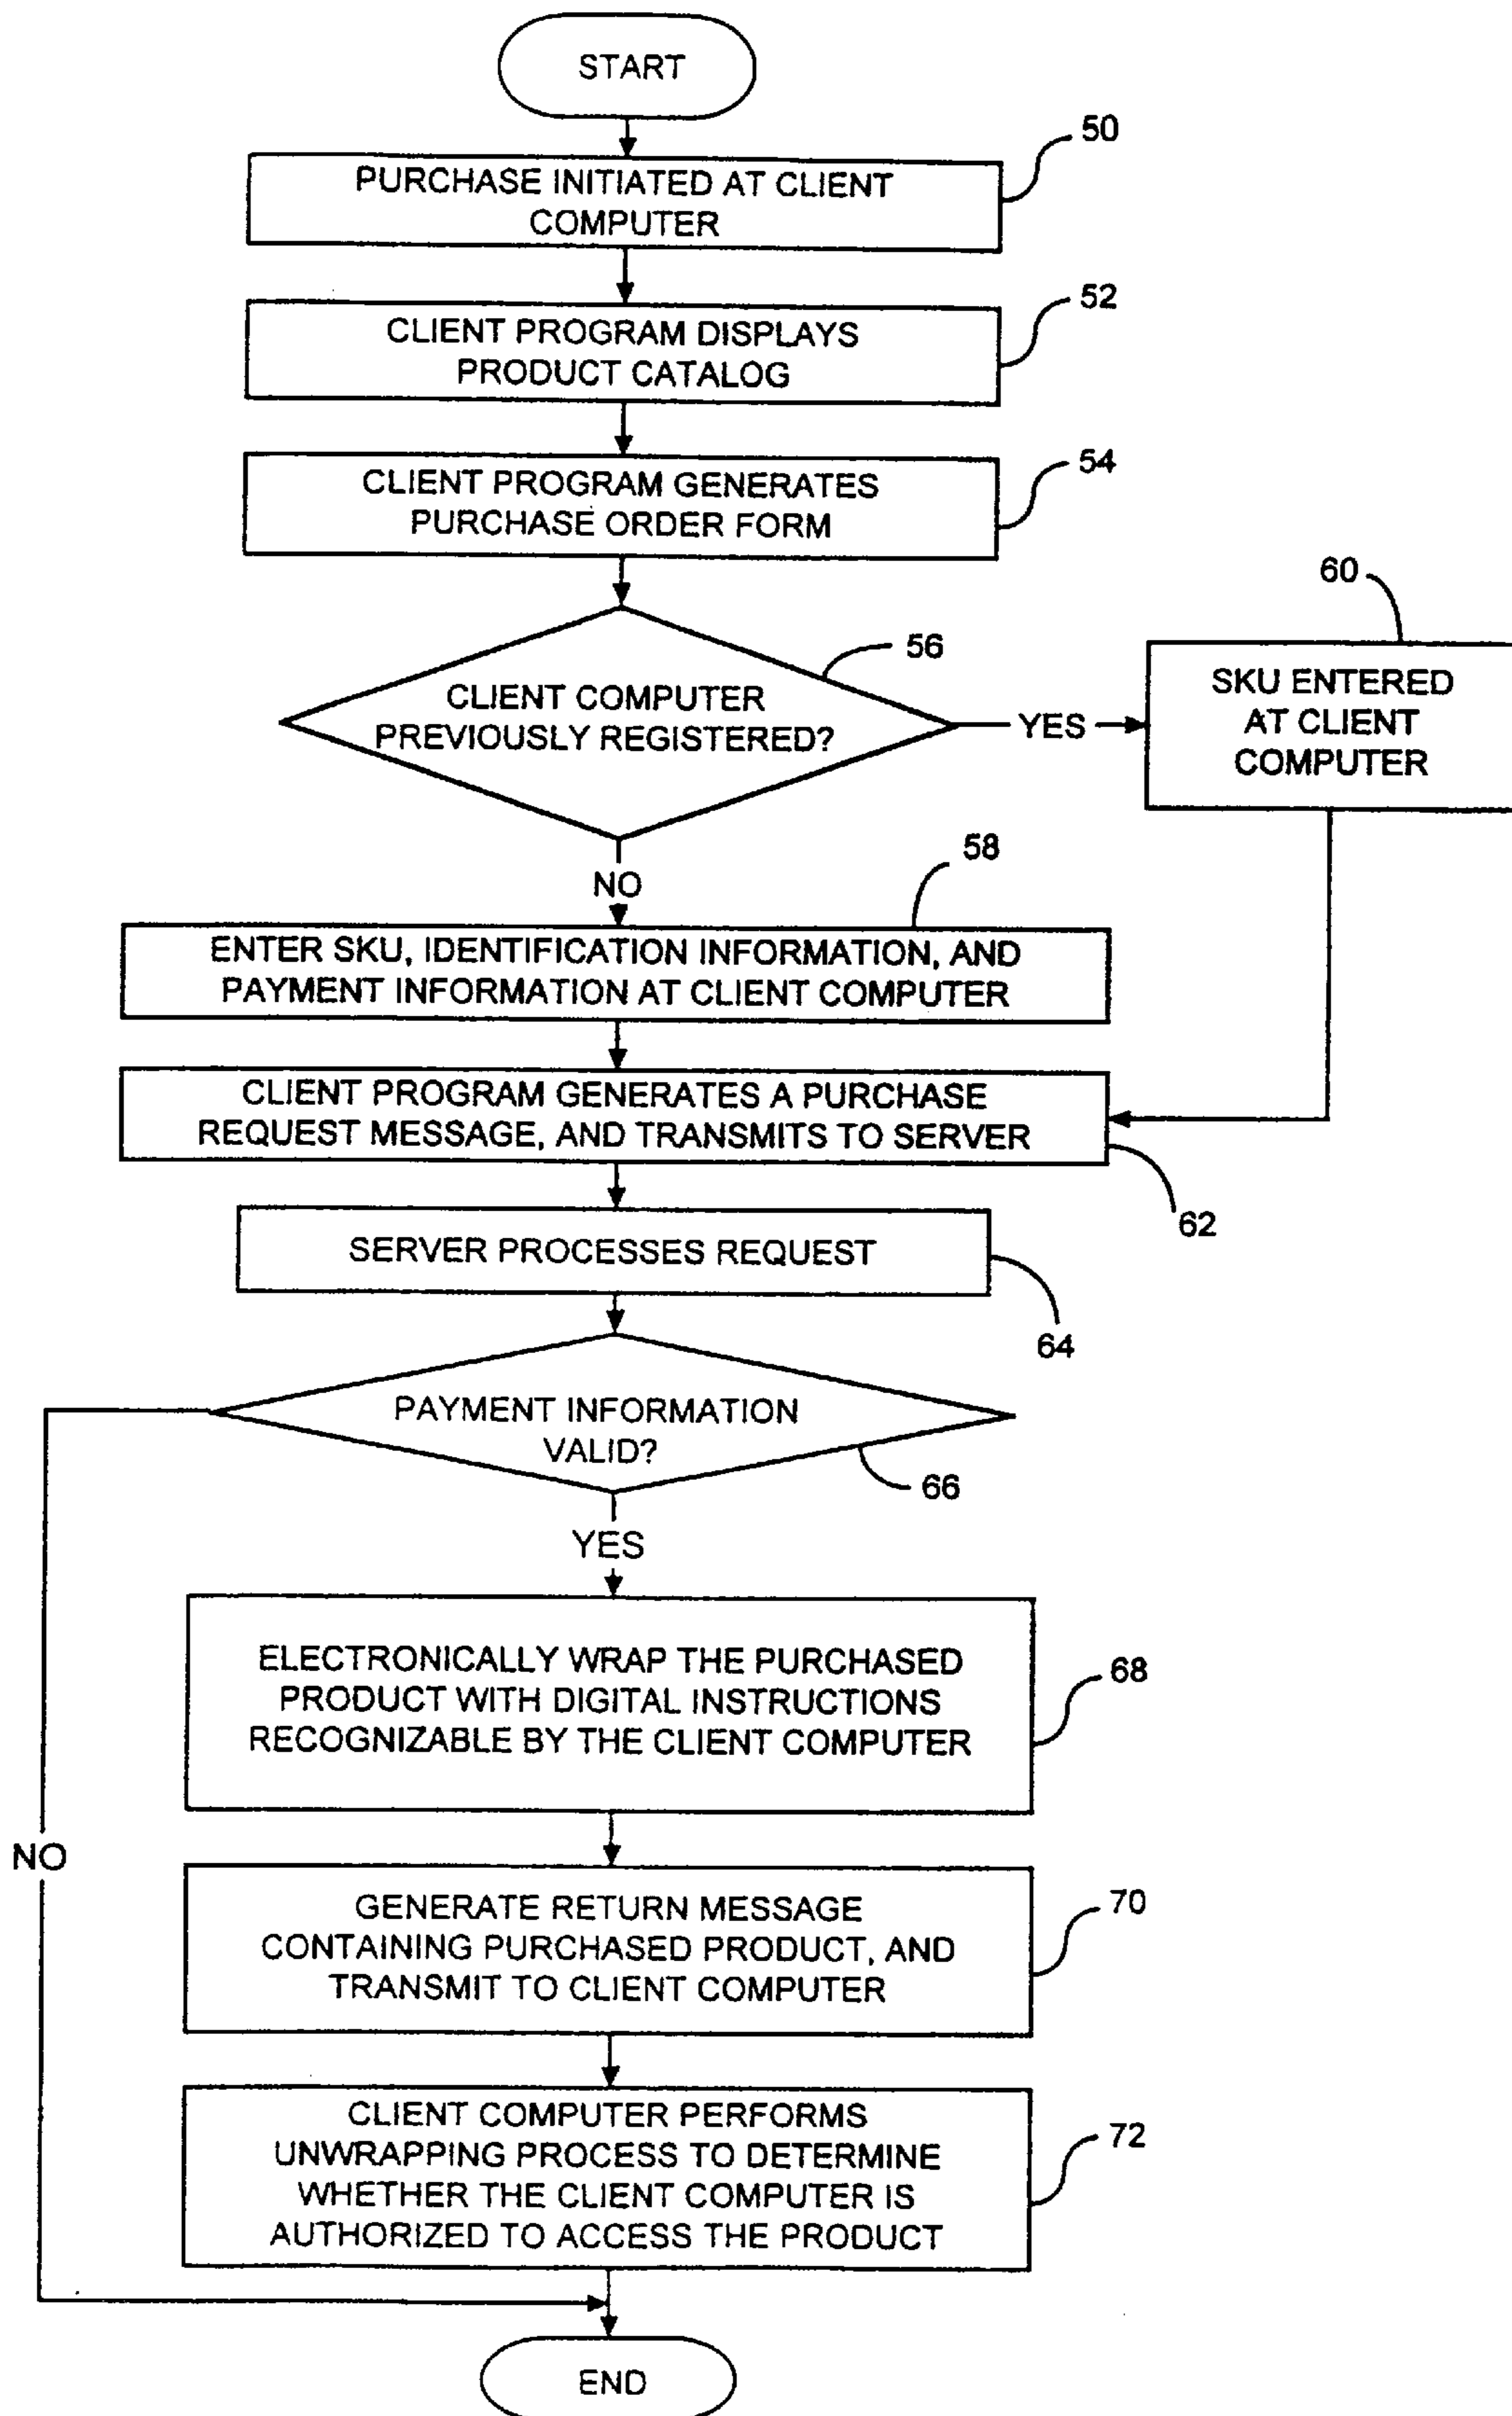 START
50
PURCHASE INITIATED AT CLIENT
COMPUTER
52
CLIENT PROGRAM DISPLAYS
PRODUCT CATALOG
54
CLIENT PROGRAM GENERATES
PURCHASE ORDER FORM
56
CLIENT COMPUTER
PREVIOUSLY REGISTERED?
YES
60
SKU ENTERED
AT CLIENT
COMPUTER
NO
58
ENTER SKU, IDENTIFICATION INFORMATION, AND
PAYMENT INFORMATION AT CLIENT COMPUTER
CLIENT PROGRAM GENERATES A PURCHASE
REQUEST MESSAGE, AND TRANSMITS TO SERVER
62
SERVER PROCESSES REQUEST
64
PAYMENT INFORMATION
VALID?
66
YES
ELECTRONICALLY WRAP THE PURCHASED
PRODUCT WITH DIGITAL INSTRUCTIONS
RECOGNIZABLE BY THE CLIENT COMPUTER
68
NO
GENERATE RETURN MESSAGE
CONTAINING PURCHASED PRODUCT, AND
TRANSMIT TO CLIENT COMPUTER
70
CLIENT COMPUTER PERFORMS
UNWRAPPING PROCESS TO DETERMINE
WHETHER THE CLIENT COMPUTER IS
AUTHORIZED TO ACCESS THE PRODUCT
72
END